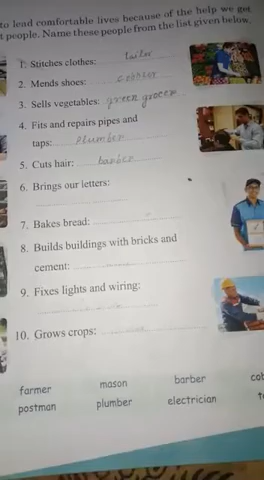 to lead comfortable lives because of the help we get
people. Name these people from the list given below.
1. Stitches clothes: tailor
2. Mends shoes: cobbler
3. Sells vegetables: green grocer
4. Fits and repairs pipes and
taps: Plumber
5. Cuts hair: barber
6. Brings our letters:
7. Bakes bread:
8. Builds buildings with bricks and
cement:
9. Fixes lights and wiring:
10. Grows crops:
farmer mason barber cob
postman plumber electrician t